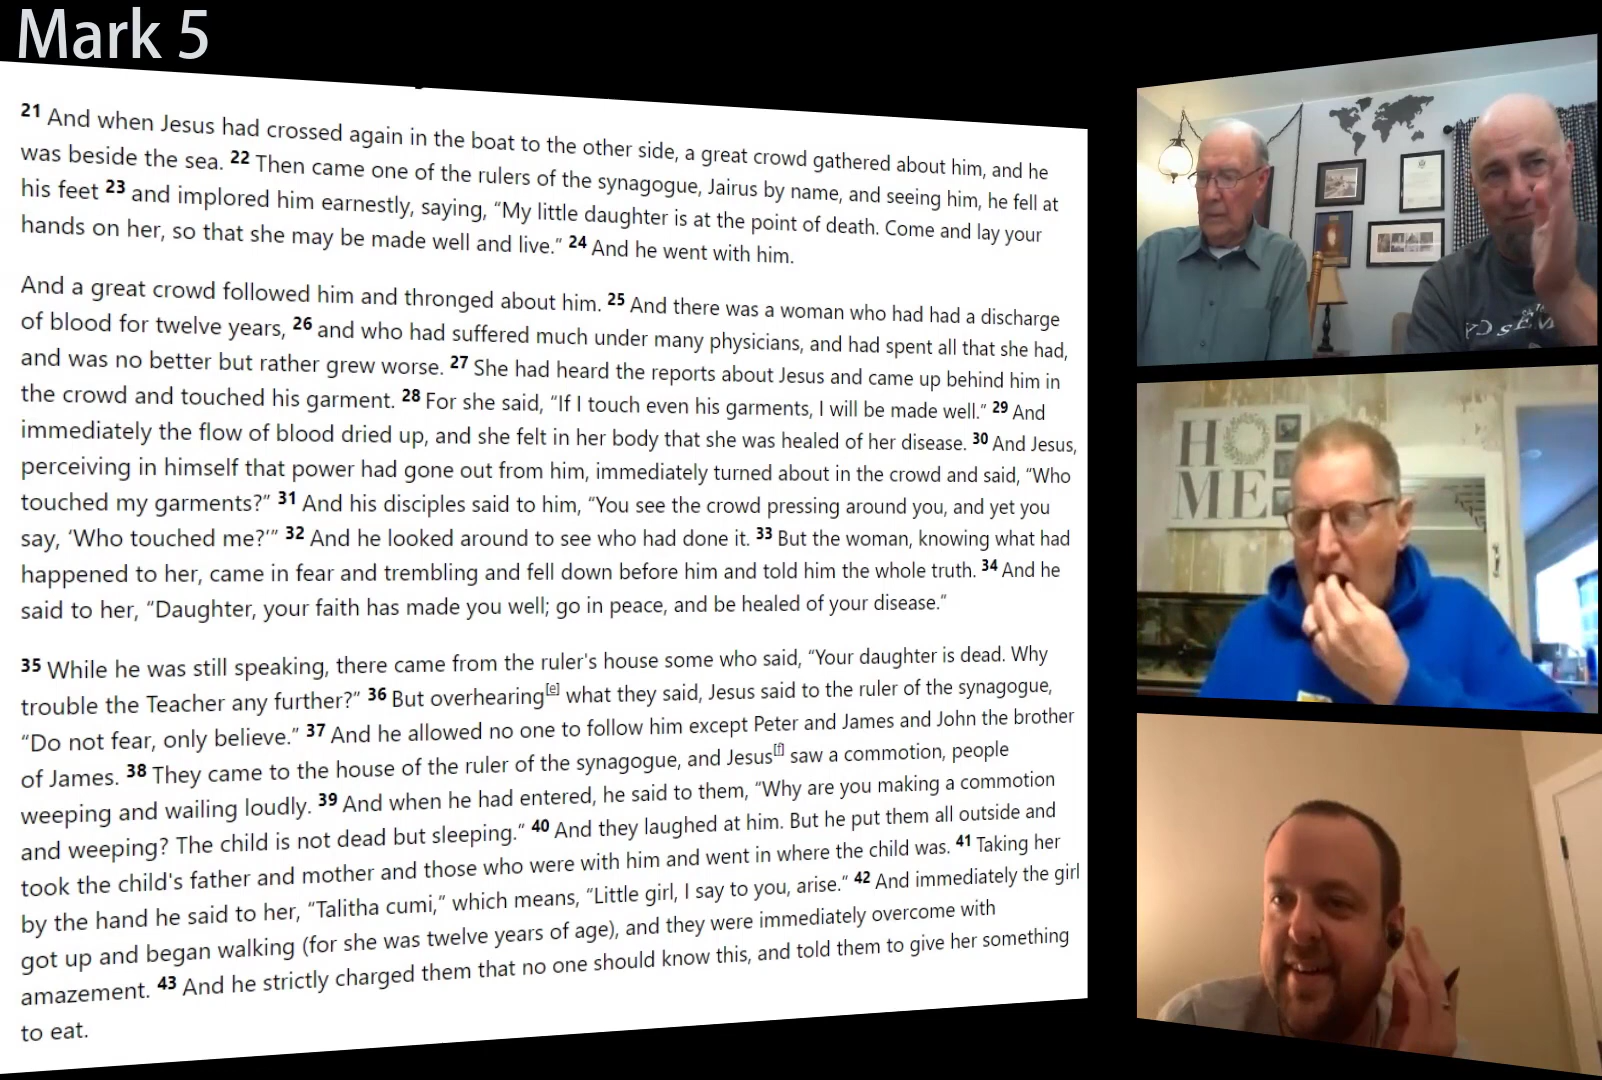 Mark 5
21 And when Jesus had crossed again in the boat to the other side, a great crowd gathered about him, and he
was beside the sea. 22 Then came one of the rulers of the synagogue, Jairus by name, and seeing him, he fell at
his feet 23 and implored him earnestly, saying, “My little daughter is at the point of death. Come and lay your
hands on her, so that she may be made well and live.” 24 And he went with him.
And a great crowd followed him and thronged about him. 25 And there was a woman who had had a discharge
of blood for twelve years, 26 and who had suffered much under many physicians, and had spent all that she had,
and was no better but rather grew worse. 27 She had heard the reports about Jesus and came up behind him in
the crowd and touched his garment. 28 For she said, “If I touch even his garments, I will be made well.” 29 And
immediately the flow of blood dried up, and she felt in her body that she was healed of her disease. 30 And Jesus,
perceiving in himself that power had gone out from him, immediately turned about in the crowd and said, “Who
touched my garments?” 31 And his disciples said to him, “You see the crowd pressing around you, and yet you
say, ‘Who touched me?’” 32 And he looked around to see who had done it. 33 But the woman, knowing what had
happened to her, came in fear and trembling and fell down before him and told him the whole truth. 34 And he
said to her, “Daughter, your faith has made you well; go in peace, and be healed of your disease.”
35 While he was still speaking, there came from the ruler's house some who said, “Your daughter is dead. Why
trouble the Teacher any further?” 36 But overhearing[e] what they said, Jesus said to the ruler of the synagogue,
“Do not fear, only believe.” 37 And he allowed no one to follow him except Peter and James and John the brother
of James. 38 They came to the house of the ruler of the synagogue, and Jesus[f] saw a commotion, people
weeping and wailing loudly. 39 And when he had entered, he said to them, “Why are you making a commotion
and weeping? The child is not dead but sleeping.” 40 And they laughed at him. But he put them all outside and
took the child's father and mother and those who were with him and went in where the child was. 41 Taking her
by the hand he said to her, “Talitha cumi,” which means, “Little girl, I say to you, arise.” 42 And immediately the girl
got up and began walking (for she was twelve years of age), and they were immediately overcome with
amazement. 43 And he strictly charged them that no one should know this, and told them to give her something
to eat.
HO
ME